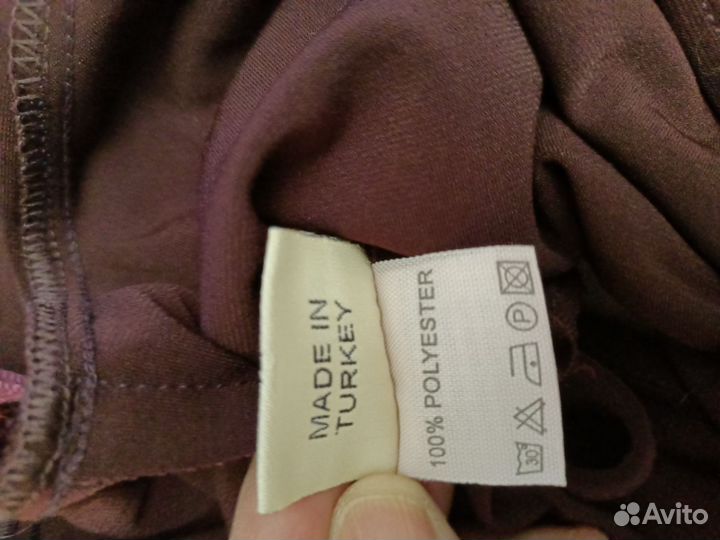 MADE IN
TURKEY
100% POLYESTER
30°
P
Avito